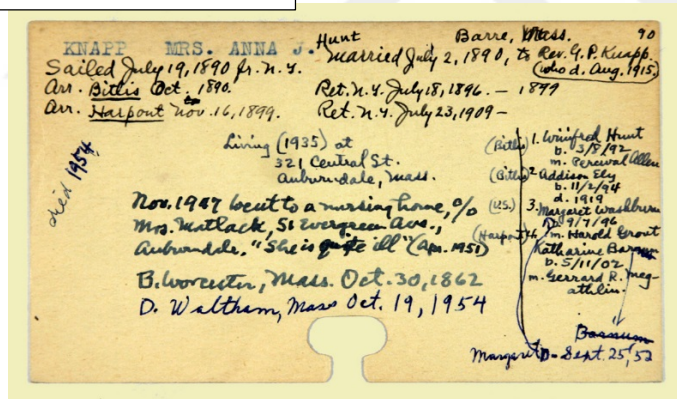 KNAPP MRS. ANNA J. Hunt Barre, Mass. 90
Married July 2, 1890, to Rev. G. P. Knapp
(who d. Aug. 1915)
Sailed July 19, 1890 fr. N.Y.
Arr. Bitlis Oct. 1890. Ret. N.Y. July 18, 1896. — 1899
Arr. Harpout Nov. 16, 1899. Ret. N.Y. July 23, 1909 —
died 1954
Living (1935) at
321 Central St.
Auburndale, Mass.
Nov. 1947 went to a nursing home, c/o
Mrs. Matlack, 51 Evergreen Ave.,
Auburndale. "She is quite ill" (Apr. 1951)
B. Worcester, Mass. Oct. 30, 1862
D. Waltham, Mass Oct. 19, 1954
(Bitlis) 1. Winifred Hunt
b. 3/8/92
m. Percival Allen
(Bitlis) 2 Addison Ely
b. 11/2/94
d. 1919
(U.S.) 3. Margaret Washburn
b. 9/7/96
m. Harold Grout
(Harpout) 4. Katharine Barnum
b. 5/11/02
m. Gerrard R. Megathlin.
Barnum
Margaret D- Sept. 25, 52